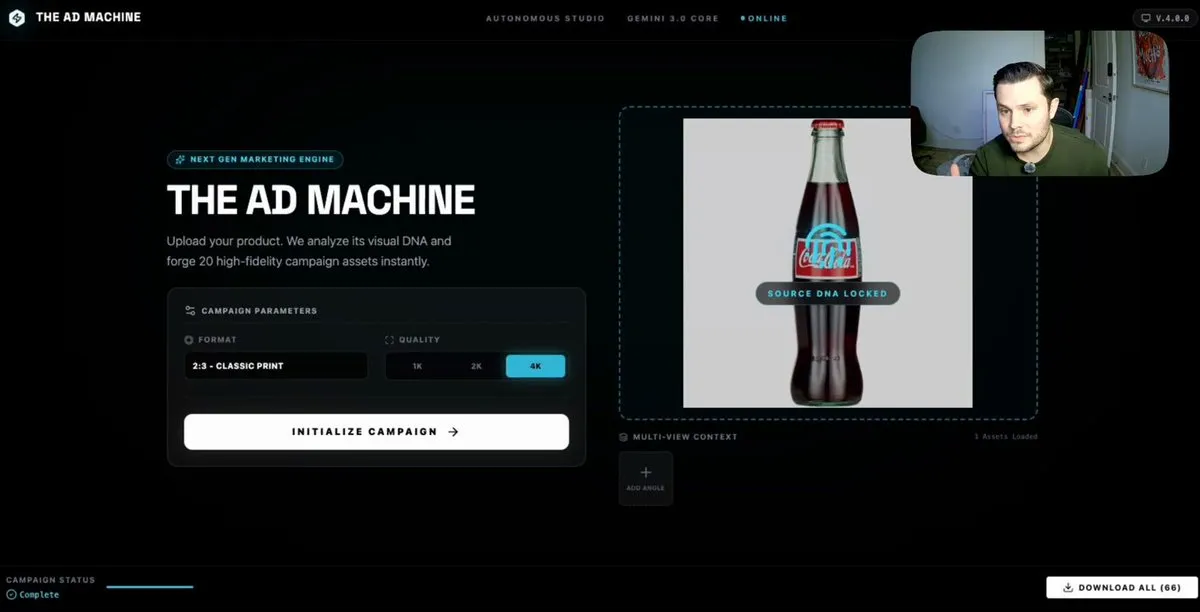 THE AD MACHINE
AUTONOMOUS STUDIO
GEMINI 3.0 CORE
ONLINE
V.4.0.0
NEXT GEN MARKETING ENGINE
THE AD MACHINE
Upload your product. We analyze its visual DNA and
forge 20 high-fidelity campaign assets instantly.
CAMPAIGN PARAMETERS
FORMAT
QUALITY
2:3 - CLASSIC PRINT
1K
2K
4K
INITIALIZE CAMPAIGN
Coca-Cola
SOURCE DNA LOCKED
MULTI-VIEW CONTEXT
1 Assets Loaded
ADD ANGLE
CAMPAIGN STATUS
Complete
DOWNLOAD ALL (66)